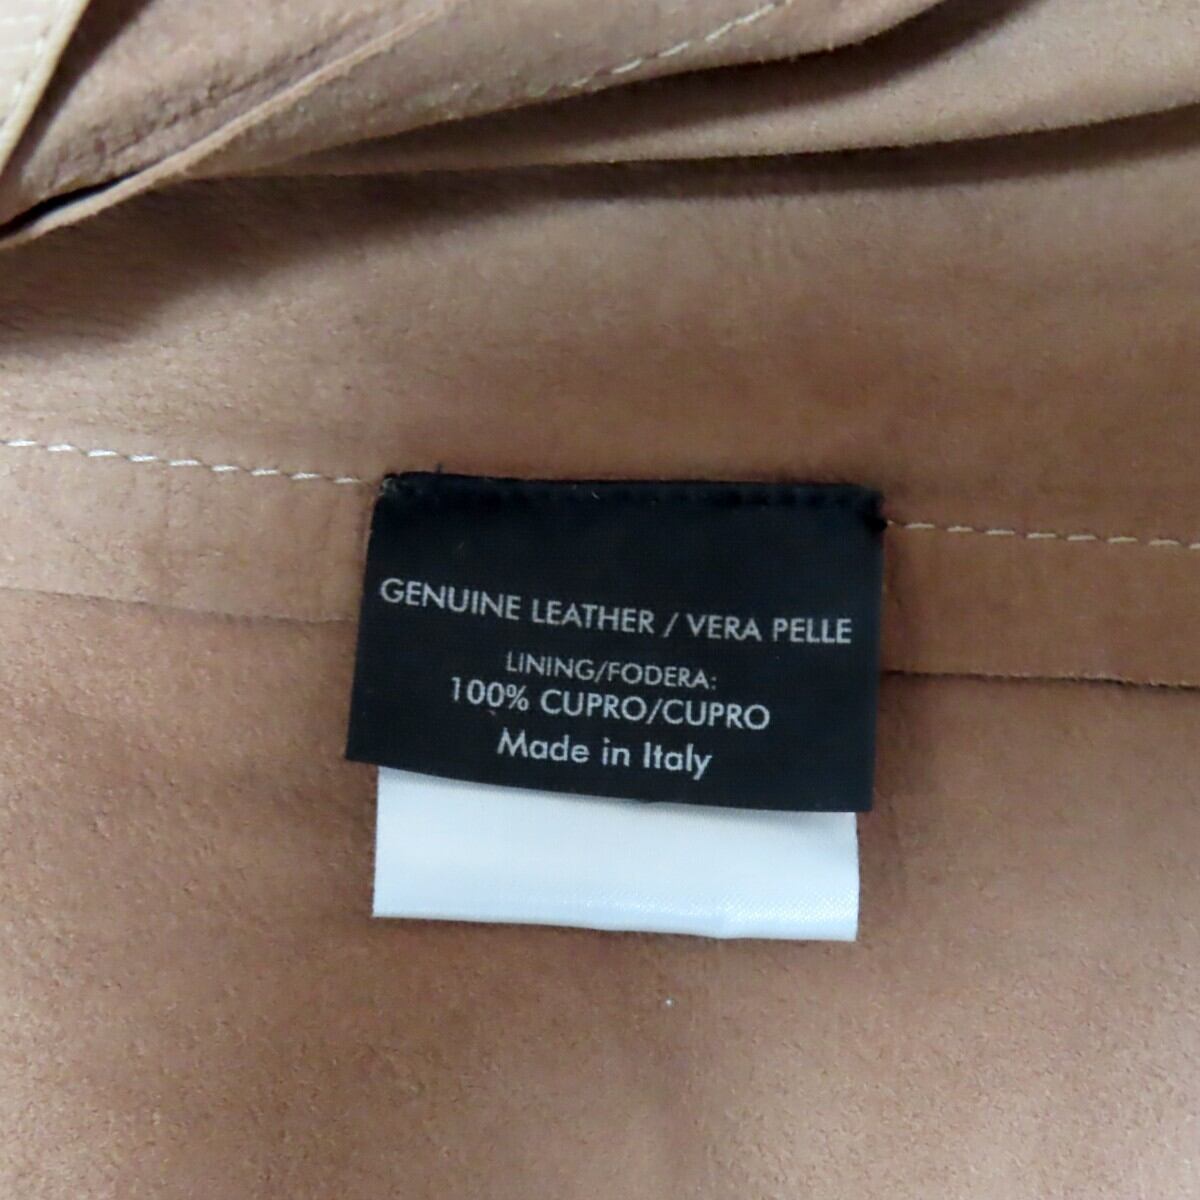 GENUINE LEATHER / VERA PELLE
LINING/FODERA:
100% CUPRO/CUPRO
Made in Italy